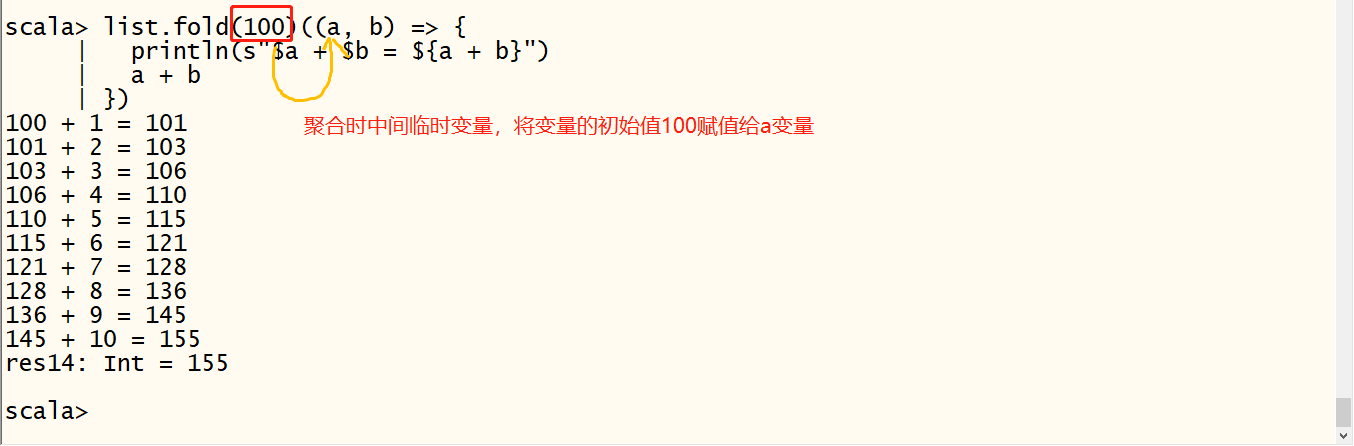 scala> list.fold(100)((a, b) => {
     |   println(s"$a + $b = ${a + b}")
     |   a + b
     | })
100 + 1 = 101
聚合时中间临时变量，将变量的初始值100赋值给a变量
101 + 2 = 103
103 + 3 = 106
106 + 4 = 110
110 + 5 = 115
115 + 6 = 121
121 + 7 = 128
128 + 8 = 136
136 + 9 = 145
145 + 10 = 155
res14: Int = 155
scala>